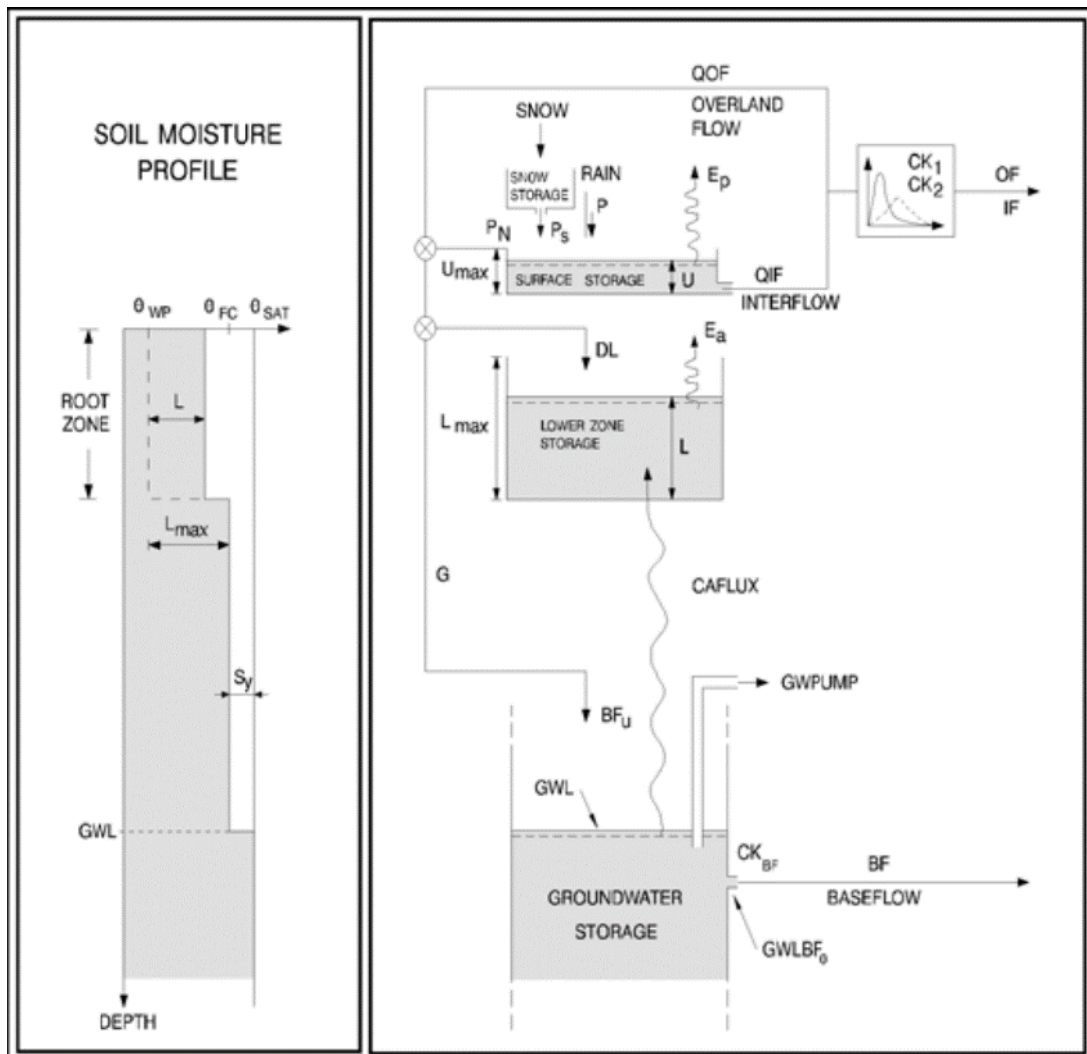 SOIL MOISTURE
PROFILE
θ WP
θ FC
θ SAT
ROOT
ZONE
L
Lmax
Sy
GWL
DEPTH
QOF
OVERLAND
FLOW
SNOW
SNOW
STORAGE
RAIN
P
Ps
PN
Ep
Umax
SURFACE STORAGE
U
QIF
INTERFLOW
CK1
CK2
OF
IF
DL
Ea
L max
LOWER ZONE
STORAGE
L
G
CAFLUX
BFu
GWPUMP
GWL
GROUNDWATER
STORAGE
CKBF
BF
BASEFLOW
GWLBF0